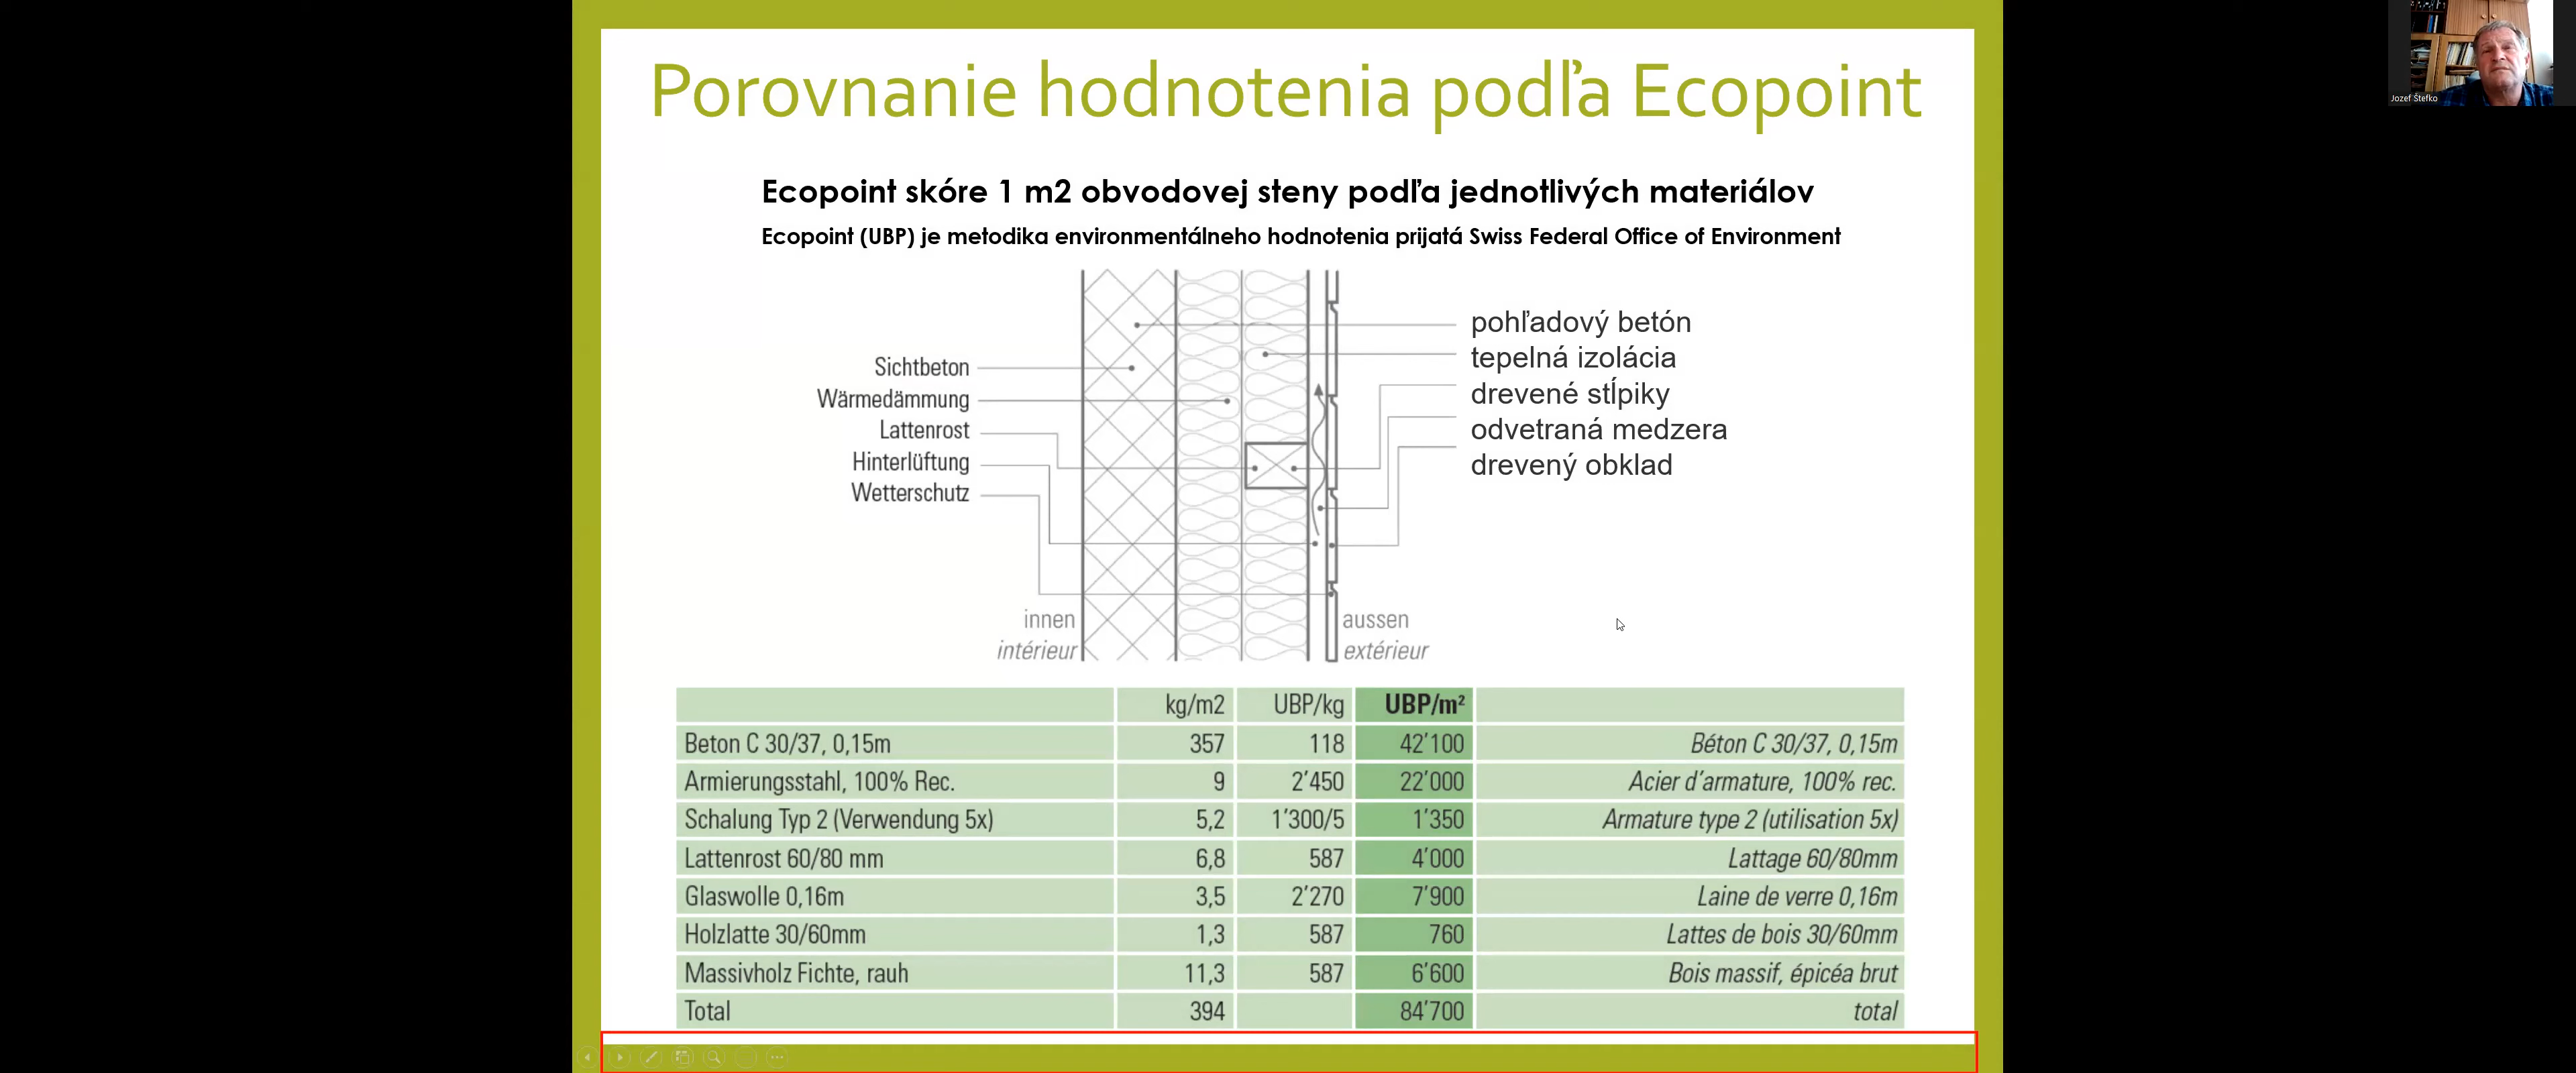 Porovnanie hodnotenia podľa Ecopoint
Jozef Štefko
Ecopoint skóre 1 m2 obvodovej steny podľa jednotlivých materiálov
Ecopoint (UBP) je metodika environmentálneho hodnotenia prijatá Swiss Federal Office of Environment
Sichtbeton
Wärmedämmung
Lattenrost
Hinterlüftung
Wetterschutz
pohľadový betón
tepelná izolácia
drevené stĺpiky
odvetraná medzera
drevený obklad
innen
intérieur
aussen
extérieur
kg/m2 UBP/kg UBP/m²
Beton C 30/37, 0,15m 357 118 42’100 Béton C 30/37, 0,15m
Armierungsstahl, 100% Rec. 9 2’450 22’000 Acier d’armature, 100% rec.
Schalung Typ 2 (Verwendung 5x) 5,2 1’300/5 1’350 Armature type 2 (utilisation 5x)
Lattenrost 60/80 mm 6,8 587 4’000 Lattage 60/80mm
Glaswolle 0,16m 3,5 2’270 7’900 Laine de verre 0,16m
Holzlatte 30/60mm 1,3 587 760 Lattes de bois 30/60mm
Massivholz Fichte, rauh 11,3 587 6’600 Bois massif, épicéa brut
Total 394 84’700 total